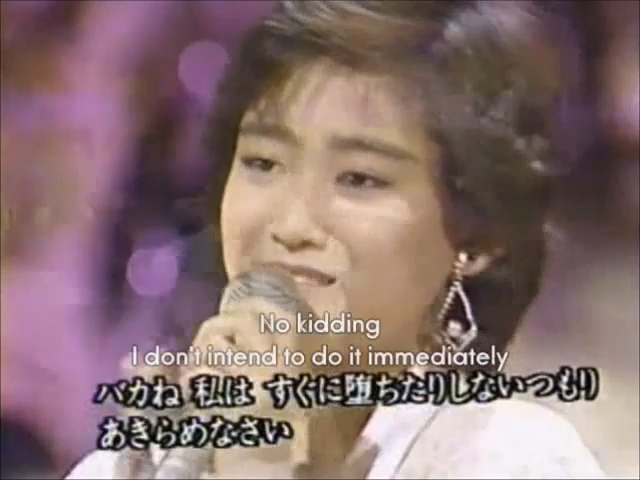 No kidding
I don't intend to do it immediately
バカね 私は すぐに堕ちたりしないつもり
あきらめなさい